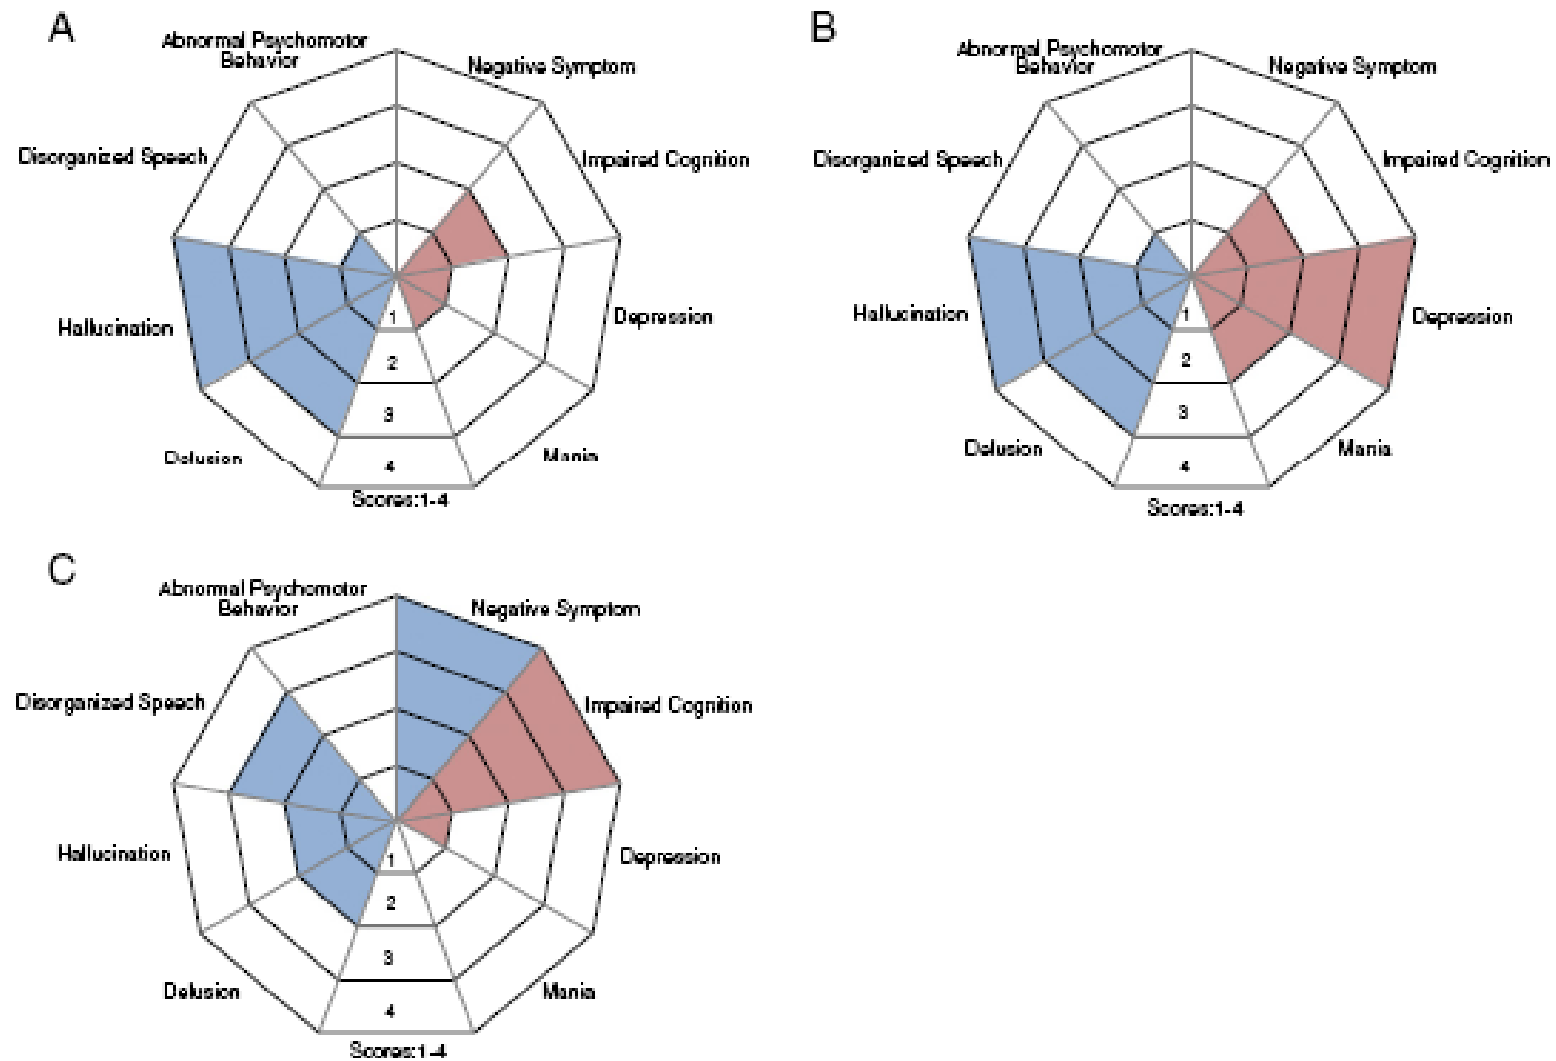 A
Abnormal Psychomotor
Behavior
Negative Symptom
Disorganized Speech
Impaired Cognition
Hallucination
Depression
Delusion
Mania
1
2
3
4
Scores:1-4
B
Abnormal Psychomotor
Behavior
Negative Symptom
Disorganized Speech
Impaired Cognition
Hallucination
Depression
Delusion
Mania
1
2
3
4
Scores:1-4
C
Abnormal Psychomotor
Behavior
Negative Symptom
Disorganized Speech
Impaired Cognition
Hallucination
Depression
Delusion
Mania
1
2
3
4
Scores:1-4